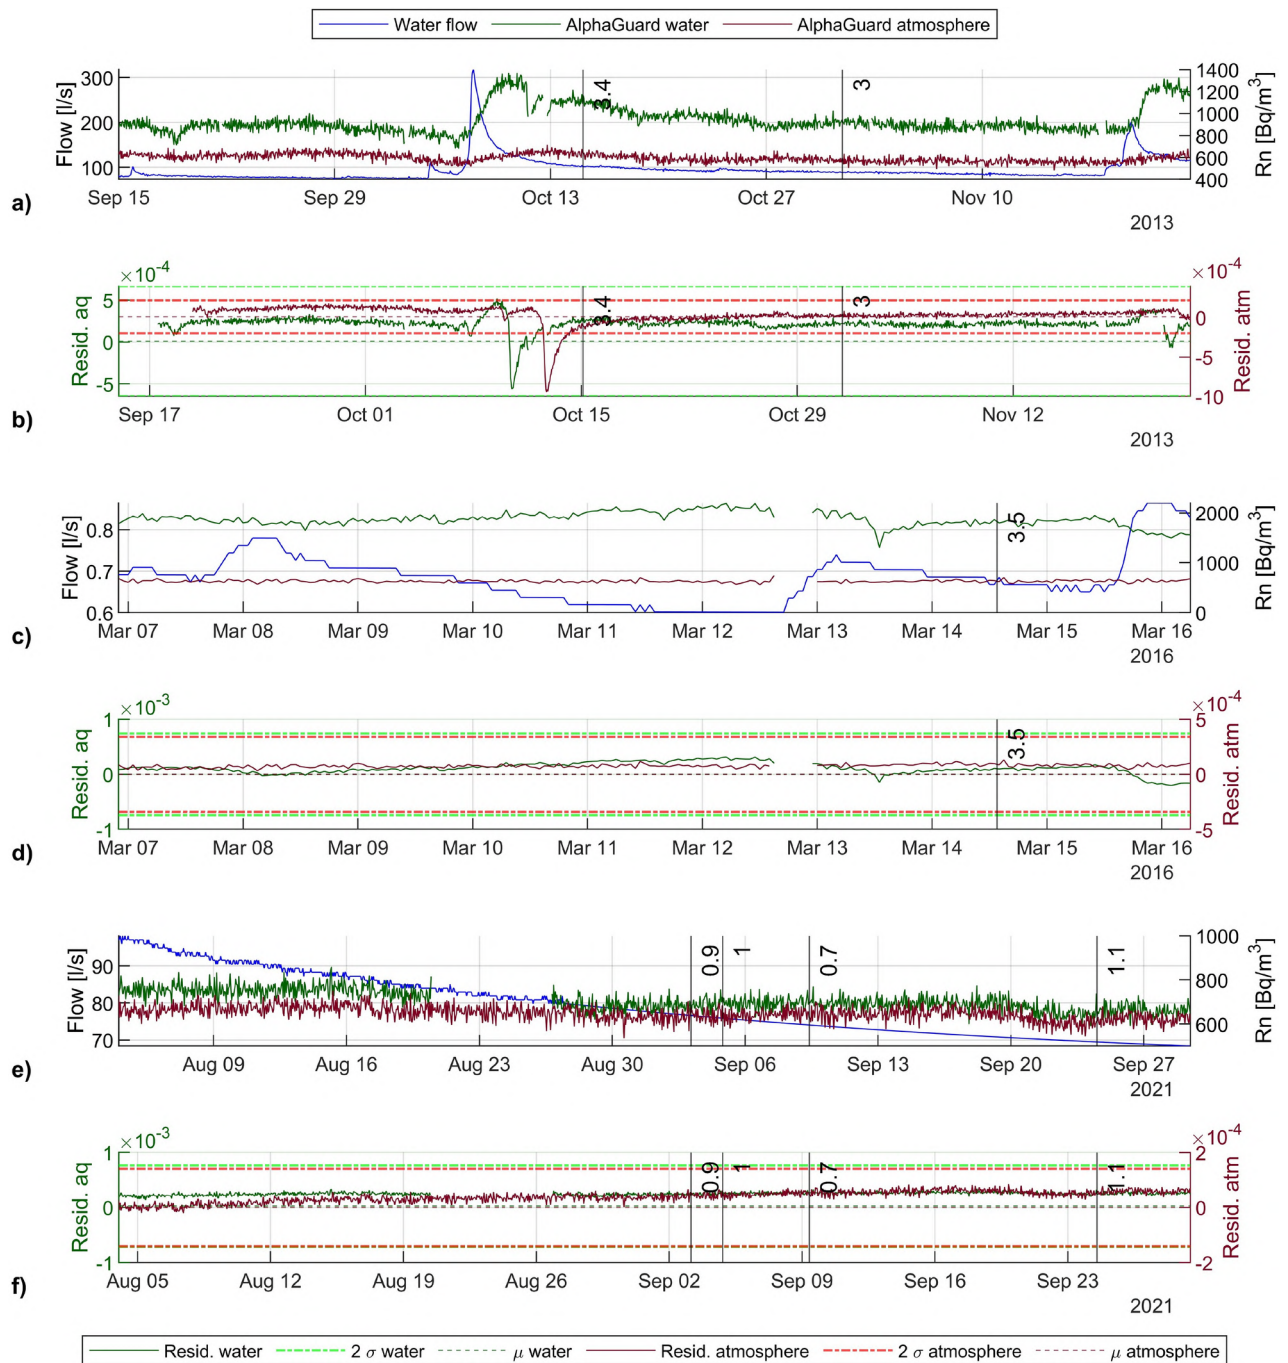 Water flow AlphaGuard water AlphaGuard atmosphere
300 200 100
Flow [l/s]
3.4 3
1400 1200 1000 800 600 400
Rn [Bq/m³]
Sep 15 Sep 29 Oct 13 Oct 27 Nov 10
2013
a)
×10⁻⁴ ×10⁻⁴
5 0 -5
Resid. aq
3.4 3
0 -5 -10
Resid. atm
Sep 17 Oct 01 Oct 15 Oct 29 Nov 12
2013
b)
0.8 0.7 0.6
Flow [l/s]
3.5
2000 1000 0
Rn [Bq/m³]
Mar 07 Mar 08 Mar 09 Mar 10 Mar 11 Mar 12 Mar 13 Mar 14 Mar 15 Mar 16
2016
c)
×10⁻³ ×10⁻⁴
1 0 -1
Resid. aq
3.5
5 0 -5
Resid. atm
Mar 07 Mar 08 Mar 09 Mar 10 Mar 11 Mar 12 Mar 13 Mar 14 Mar 15 Mar 16
2016
d)
90 80 70
Flow [l/s]
0.9 1 0.7 1.1
1000 800 600
Rn [Bq/m³]
Aug 09 Aug 16 Aug 23 Aug 30 Sep 06 Sep 13 Sep 20 Sep 27
2021
e)
×10⁻³ ×10⁻⁴
1 0 -1
Resid. aq
0.9 1 0.7 1.1
2 0 -2
Resid. atm
Aug 05 Aug 12 Aug 19 Aug 26 Sep 02 Sep 09 Sep 16 Sep 23
2021
f)
Resid. water 2 σ water μ water Resid. atmosphere 2 σ atmosphere μ atmosphere